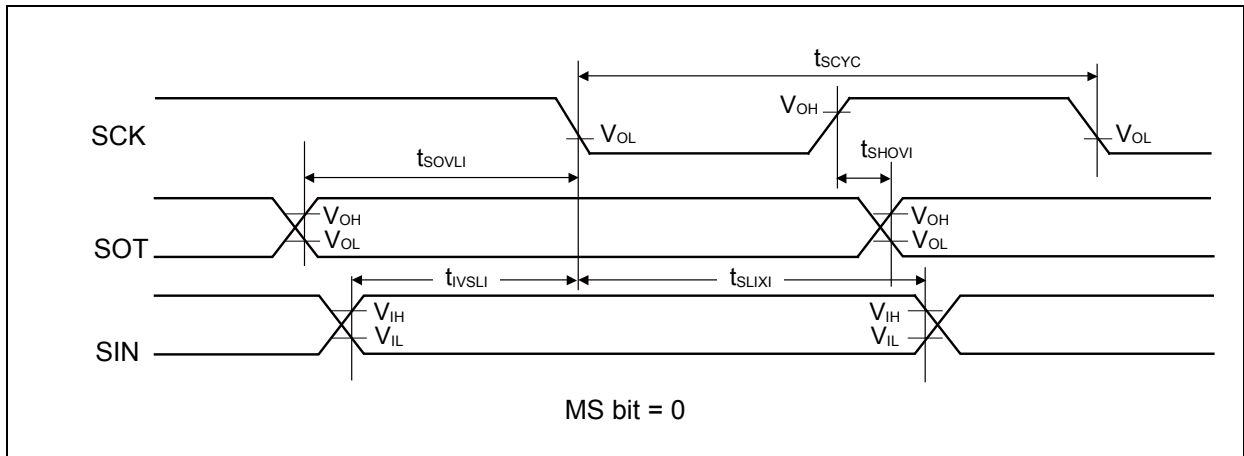 tSCYC
SCK
VOL
VOH
VOL
tSOVLI
tSHOVI
SOT
VOH
VOL
VOH
VOL
tIVSLI
tSLIXI
SIN
VIH
VIL
VIH
VIL
MS bit = 0